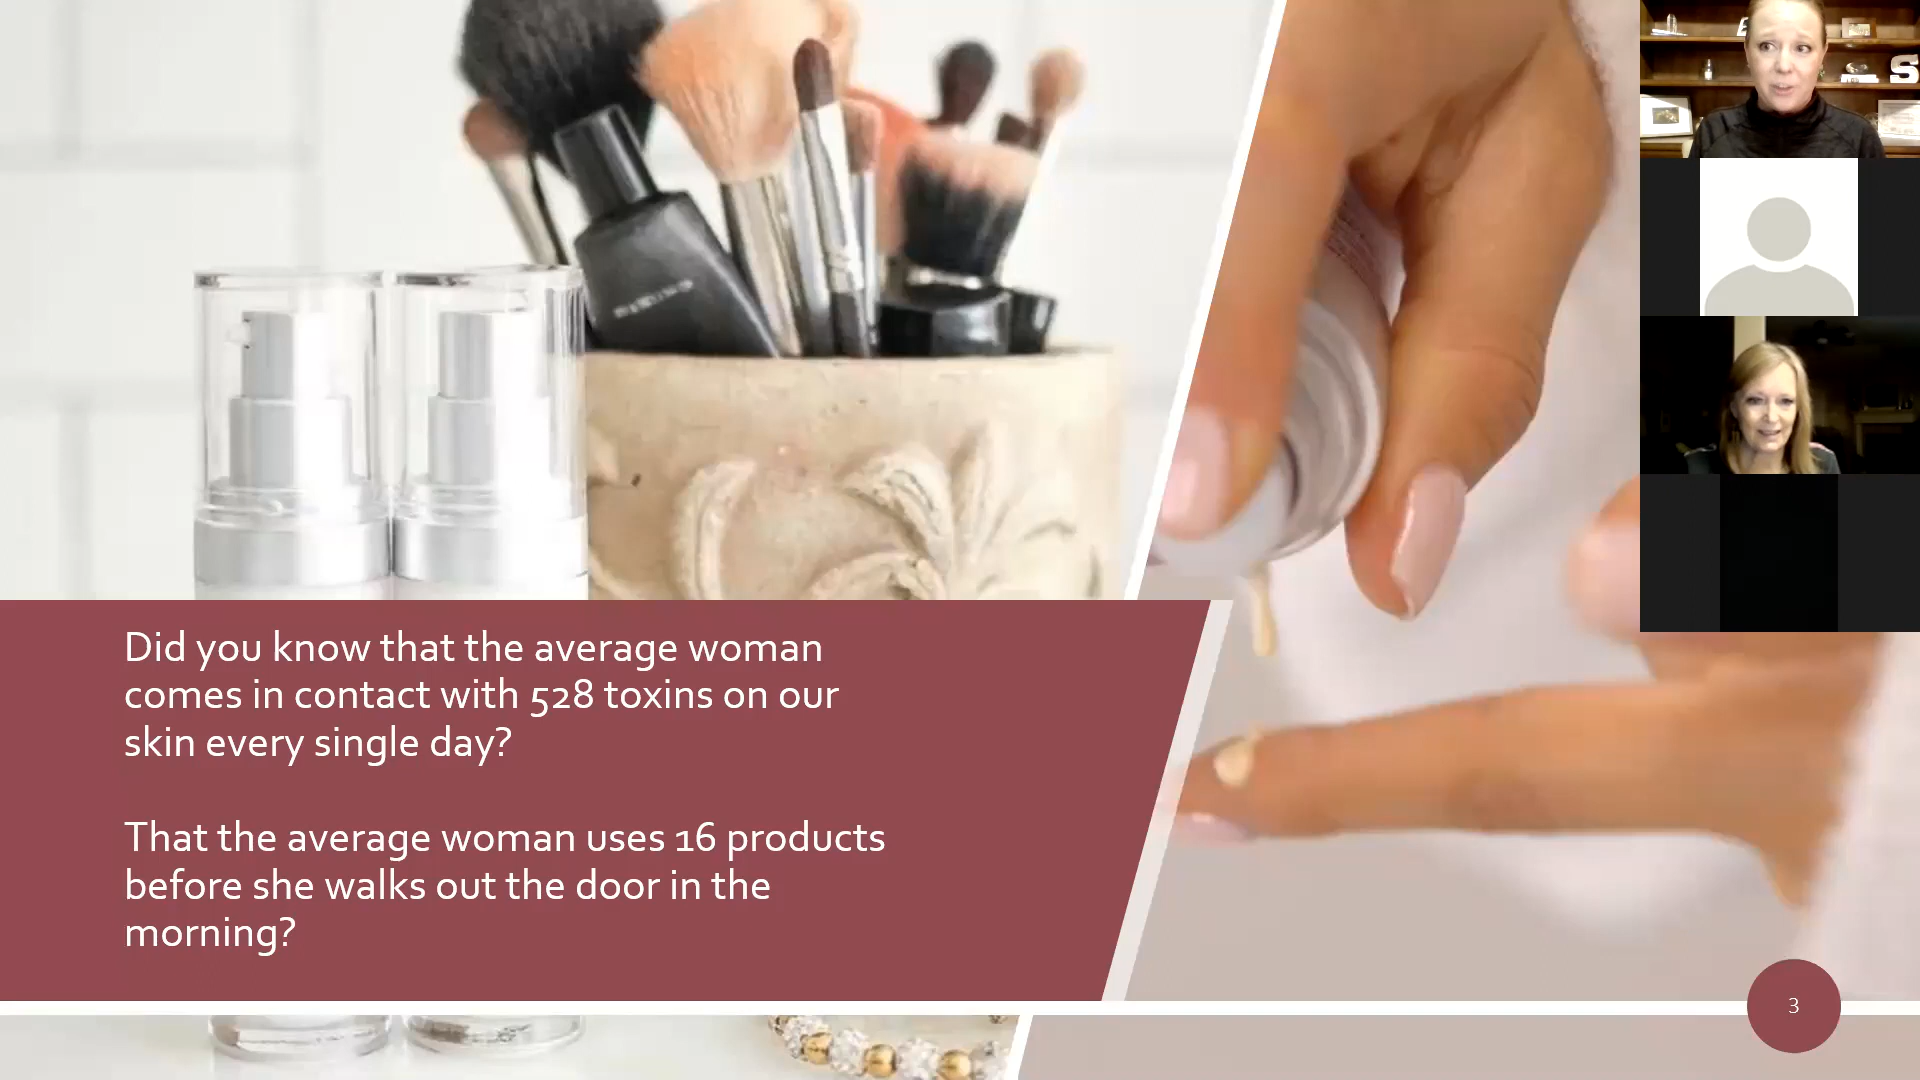 Did you know that the average woman
comes in contact with 528 toxins on our
skin every single day?
That the average woman uses 16 products
before she walks out the door in the
morning?
3
S